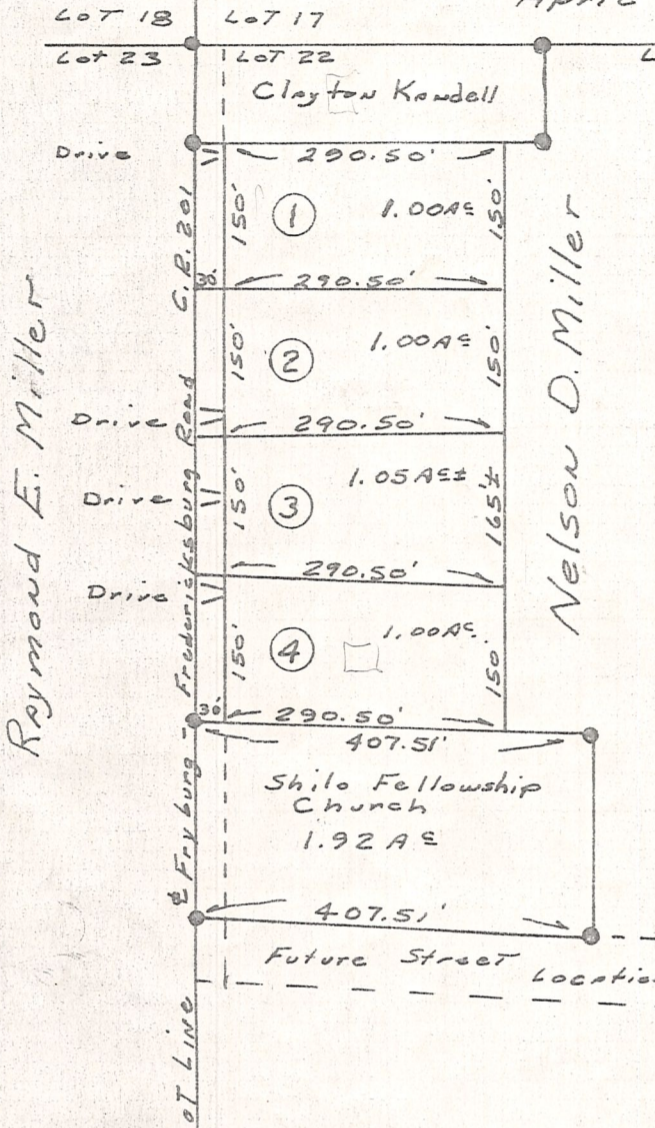 LOT 18
LOT 17
Lot 23
LOT 22
Clayton Kandell
Drive
290.50'
150'
1
1.00 Ac
150'
30'
290.50'
150'
2
1.00 Ac
150'
Drive
290.50'
150'
3
1.05 Ac±
165'±
Drive
290.50'
Drive
150'
4
1.00 Ac.
150
30'
290.50'
407.51'
Shilo Fellowship
Church
1.92 Ac
407.51'
Future Street Locatio
Raymond E. Miller
Nelson D. Miller
℄ Fryburg - Fredericksburg Road C.R. 201
ot Line